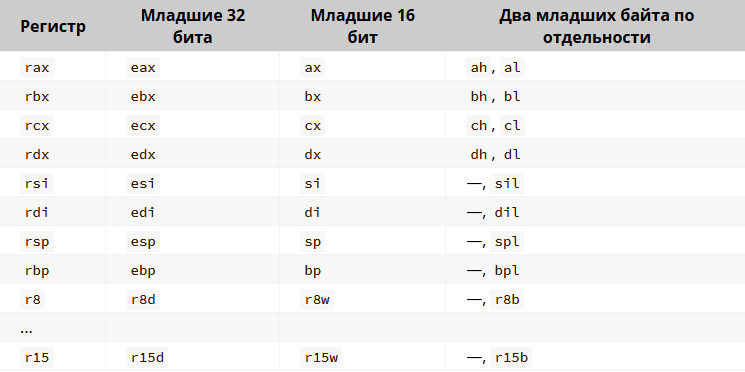 Регистр Младшие 32 бита Младшие 16 бит Два младших байта по отдельности
rax eax ax ah, al
rbx ebx bx bh, bl
rcx ecx cx ch, cl
rdx edx dx dh, dl
rsi esi si —, sil
rdi edi di —, dil
rsp esp sp —, spl
rbp ebp bp —, bpl
r8 r8d r8w —, r8b
...
r15 r15d r15w —, r15b